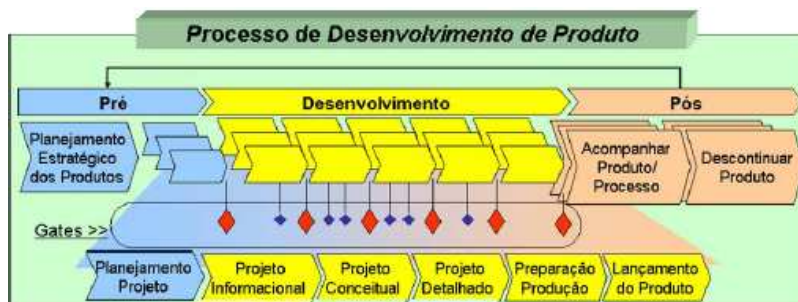 Processo de Desenvolvimento de Produto
Pré
Desenvolvimento
Pós
Planejamento
Estratégico
dos Produtos
Acompanhar
Produto/
Processo
Descontinuar
Produto
Gates >>
Planejamento
Projeto
Projeto
Informacional
Projeto
Conceitual
Projeto
Detalhado
Preparação
Produção
Lançamento
do Produto